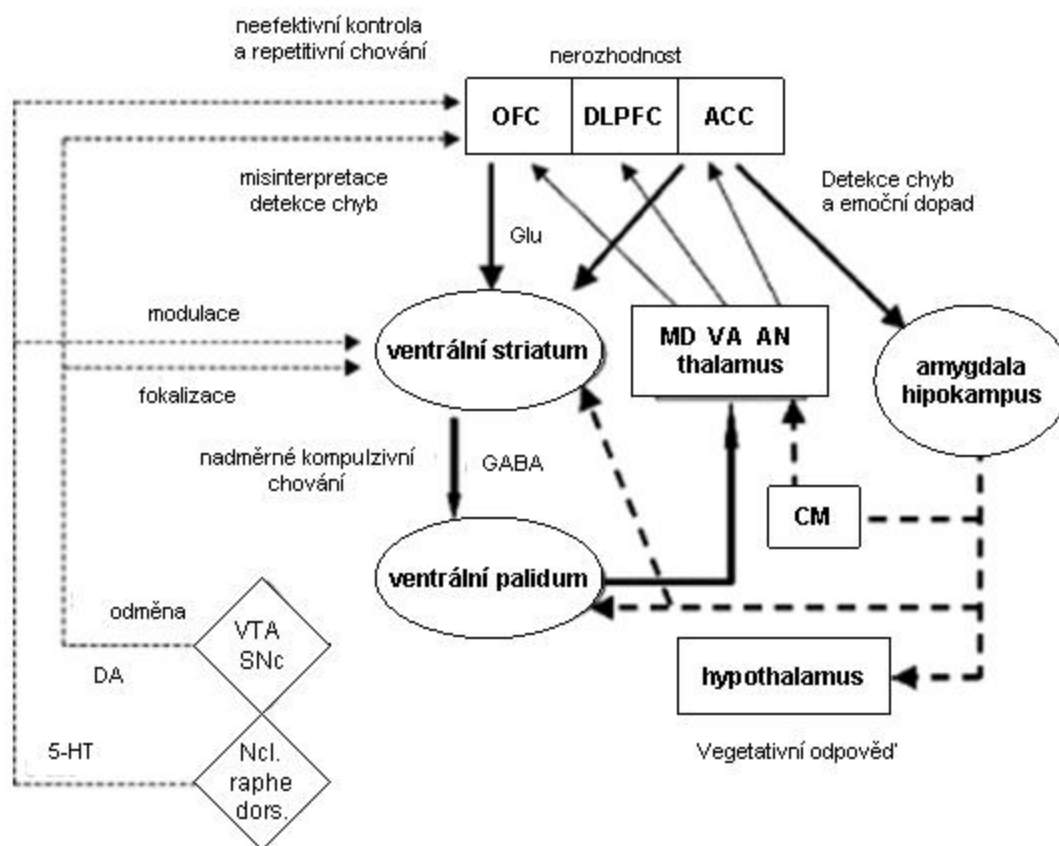 neefektivní kontrola
a repetitivní chování
nerozhodnost
OFC
DLPFC
ACC
misinterpretace
detekce chyb
Detekce chyb
a emoční dopad
Glu
modulace
ventrální striatum
MD VA AN
thalamus
amygdala
hipokampus
fokalizace
nadměrné kompulzivní
chování
GABA
CM
ventrální palidum
odměna
VTA
SNc
DA
hypothalamus
5-HT
Ncl.
raphe
dors.
Vegetativní odpověď